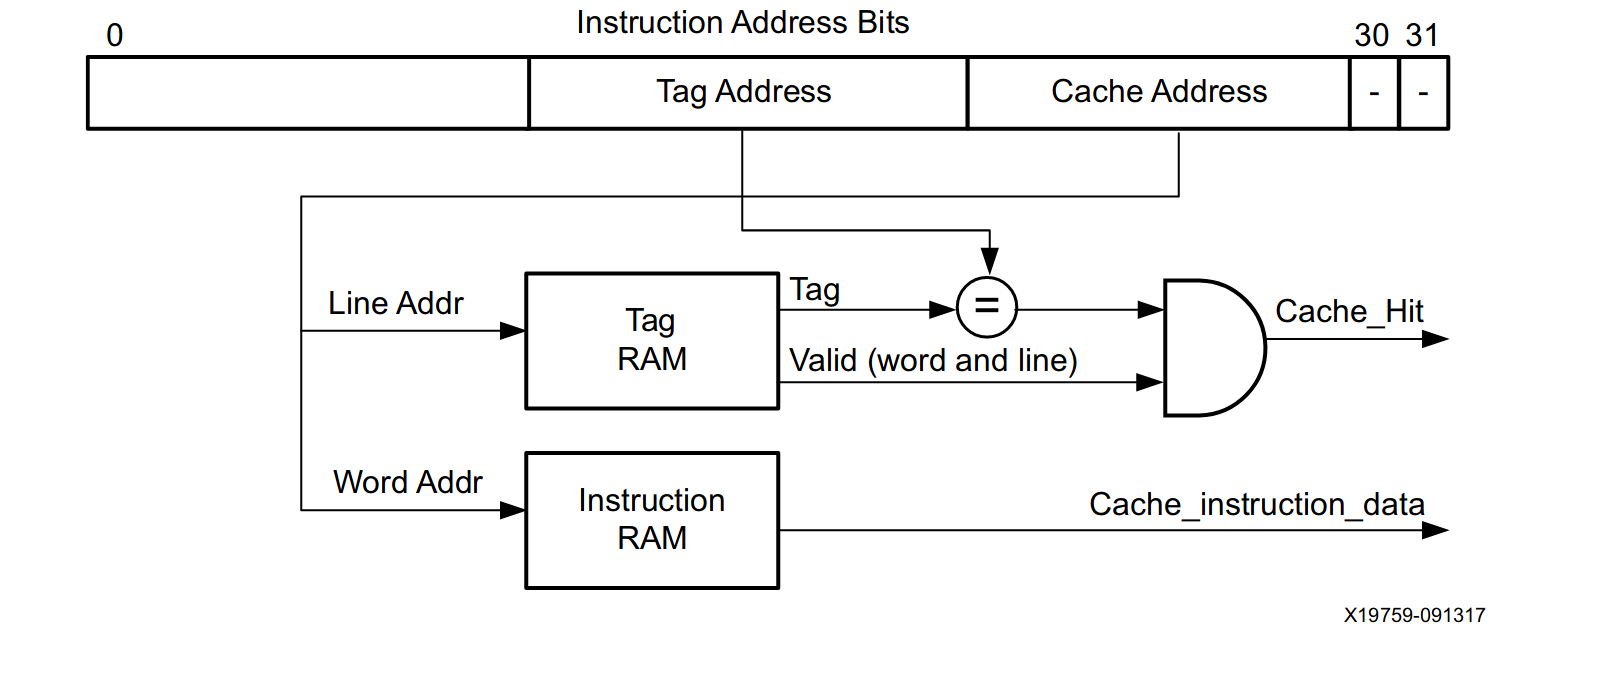 Instruction Address Bits
0
30 31
Tag Address
Cache Address
-
-
Line Addr
Tag
RAM
Tag
=
Valid (word and line)
Cache_Hit
Word Addr
Instruction
RAM
Cache_instruction_data
X19759-091317